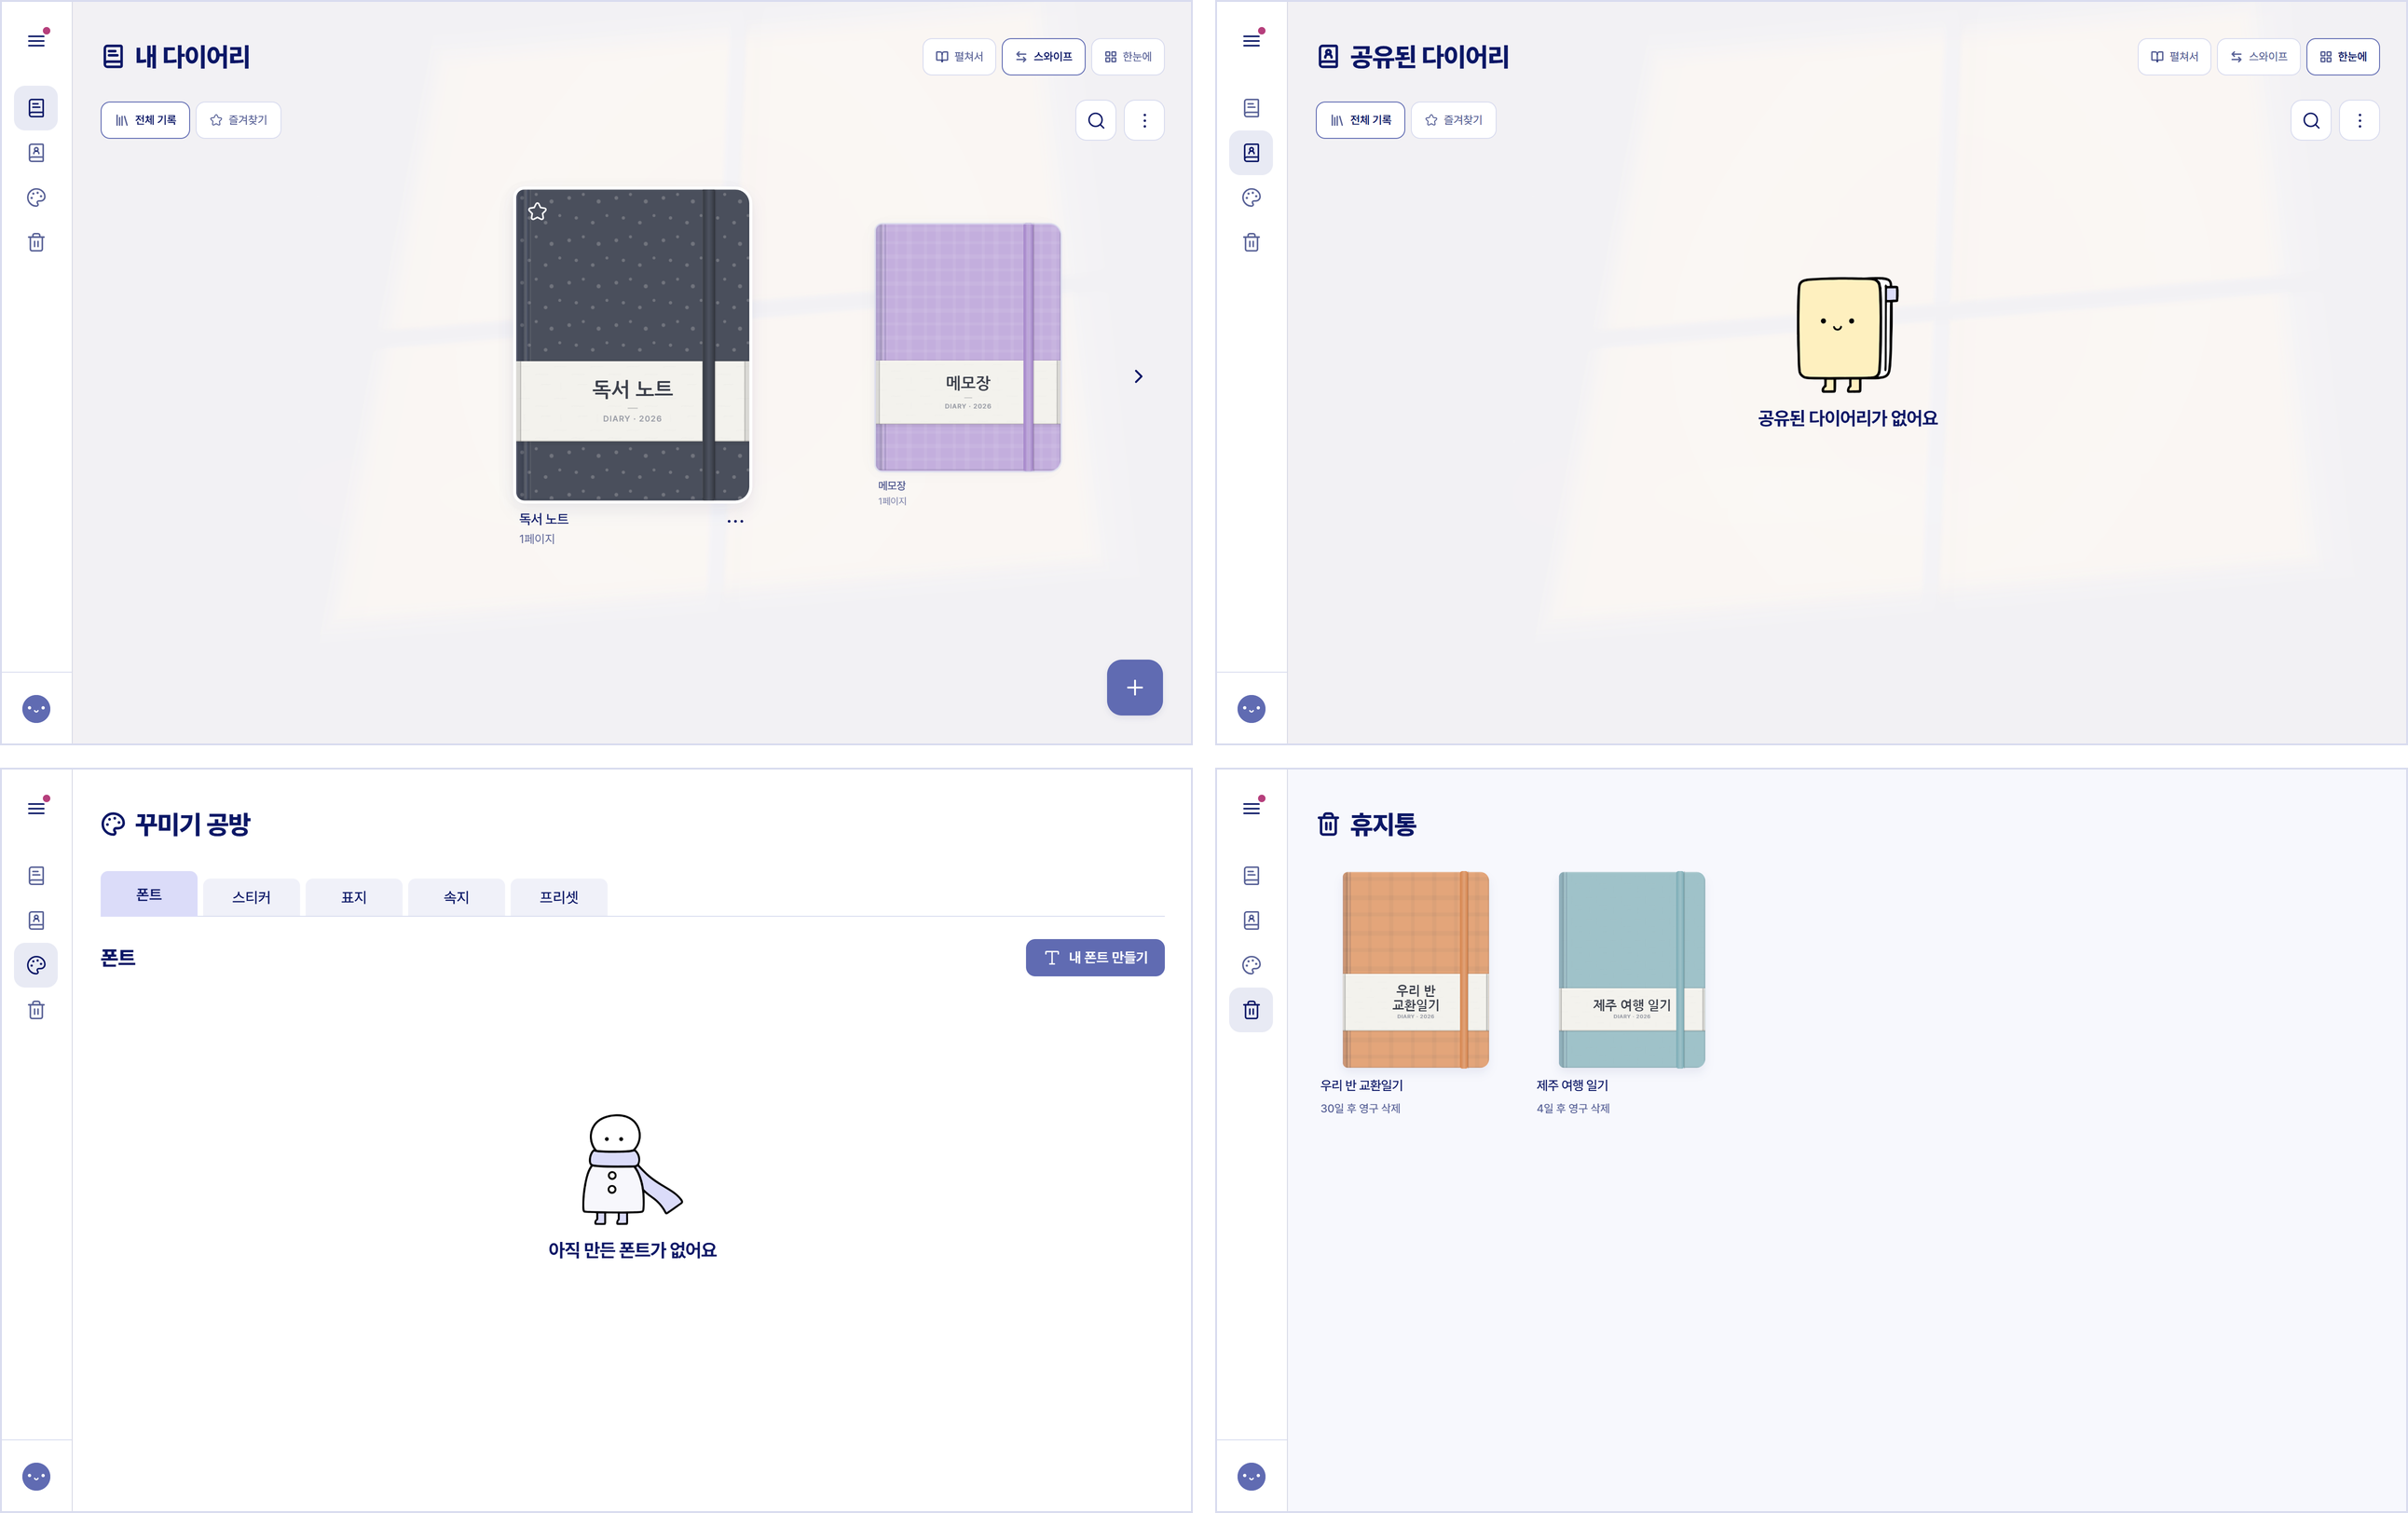 내 다이어리
펼쳐서
스와이프
한눈에
전체 기록
즐겨찾기
독서 노트
DIARY · 2026
독서 노트
1페이지
메모장
DIARY · 2026
메모장
1페이지
공유된 다이어리
펼쳐서
스와이프
한눈에
전체 기록
즐겨찾기
공유된 다이어리가 없어요
꾸미기 공방
폰트
스티커
표지
속지
프리셋
폰트
내 폰트 만들기
아직 만든 폰트가 없어요
휴지통
우리 반
교환일기
DIARY · 2026
우리 반 교환일기
30일 후 영구 삭제
제주 여행 일기
DIARY · 2026
제주 여행 일기
4일 후 영구 삭제